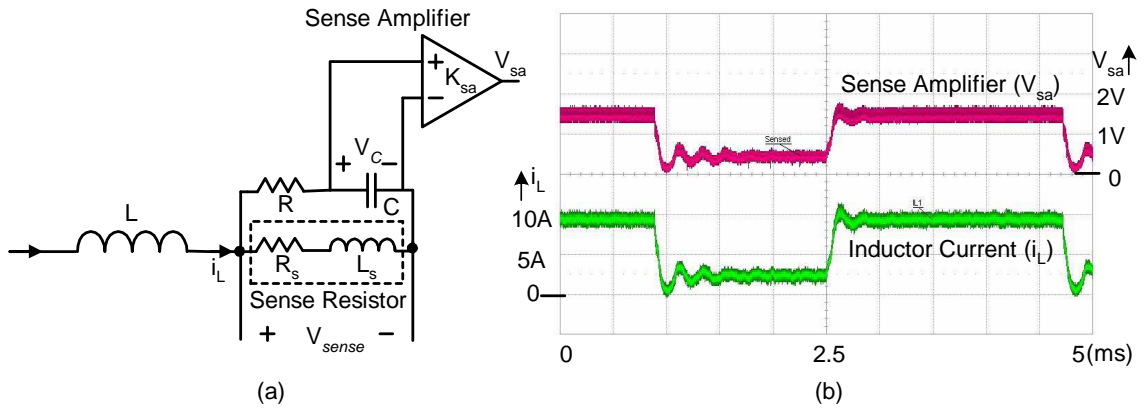 Sense Amplifier
K_sa
V_sa
V_C
R
C
L
i_L
R_s
L_s
Sense Resistor
V_sense
(a)
V_sa
Sense Amplifier (V_sa)
2V
1V
0
Sensed
i_L
10A
5A
0
IL1
Inductor Current (i_L)
0
2.5
5(ms)
(b)